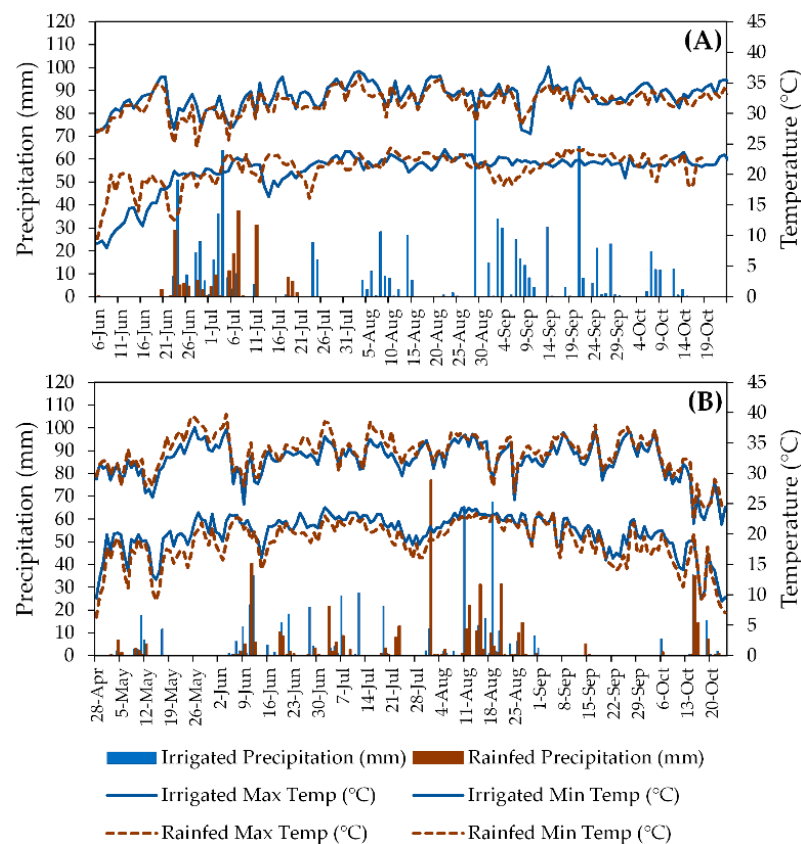 (A)
Precipitation (mm)
Temperature (°C)
120
110
100
90
80
70
60
50
40
30
20
10
0
45
40
35
30
25
20
15
10
5
0
6-Jun
11-Jun
16-Jun
21-Jun
26-Jun
1-Jul
6-Jul
11-Jul
16-Jul
21-Jul
26-Jul
31-Jul
5-Aug
10-Aug
15-Aug
20-Aug
25-Aug
30-Aug
4-Sep
9-Sep
14-Sep
19-Sep
24-Sep
29-Sep
4-Oct
9-Oct
14-Oct
19-Oct
(B)
Precipitation (mm)
Temperature (°C)
120
110
100
90
80
70
60
50
40
30
20
10
0
45
40
35
30
25
20
15
10
5
0
28-Apr
5-May
12-May
19-May
26-May
2-Jun
9-Jun
16-Jun
23-Jun
30-Jun
7-Jul
14-Jul
21-Jul
28-Jul
4-Aug
11-Aug
18-Aug
25-Aug
1-Sep
8-Sep
15-Sep
22-Sep
29-Sep
6-Oct
13-Oct
20-Oct
Irrigated Precipitation (mm)
Rainfed Precipitation (mm)
Irrigated Max Temp (°C)
Irrigated Min Temp (°C)
Rainfed Max Temp (°C)
Rainfed Min Temp (°C)